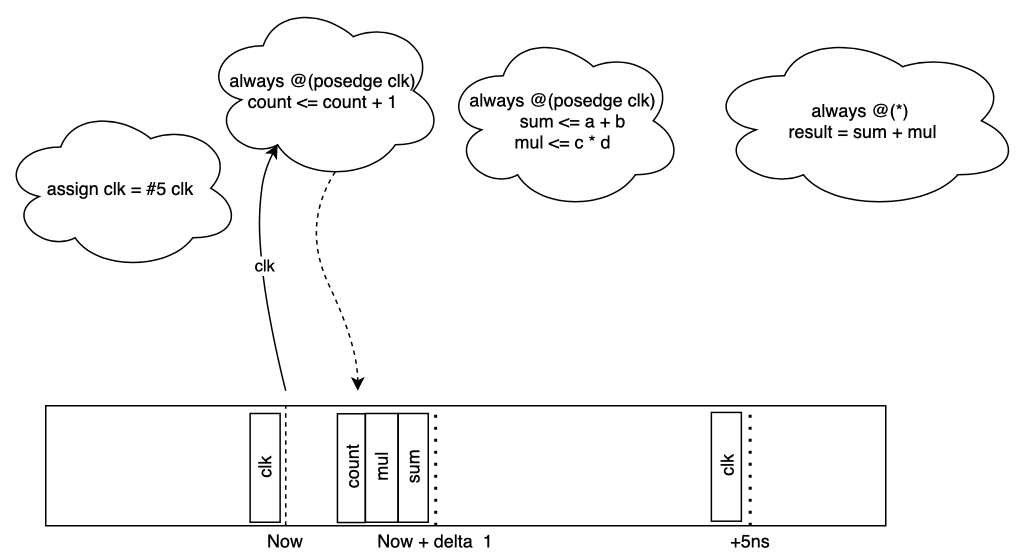 always @(posedge clk)
count <= count + 1
always @(posedge clk)
sum <= a + b
mul <= c * d
always @(*)
result = sum + mul
assign clk = #5 clk
clk
clk
count
mul
sum
clk
Now
Now + delta 1
+5ns